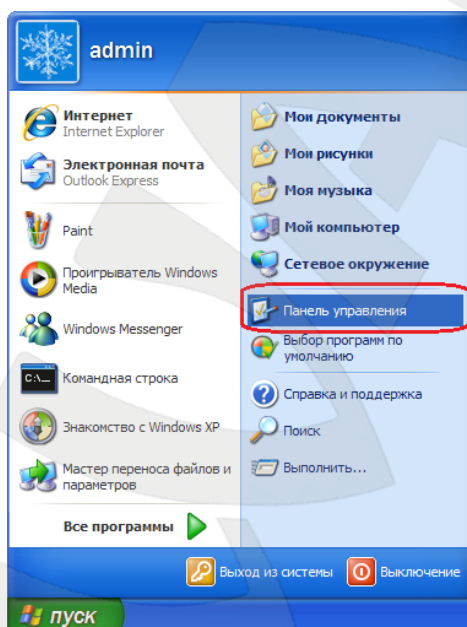 admin
Интернет
Internet Explorer
Электронная почта
Outlook Express
Paint
Проигрыватель Windows
Media
Windows Messenger
C:\_
Командная строка
Знакомство с Windows XP
Мастер переноса файлов и
параметров
Все программы
Мои документы
Мои рисунки
Моя музыка
Мой компьютер
Сетевое окружение
Панель управления
Выбор программ по
умолчанию
Справка и поддержка
Поиск
Выполнить...
Выход из системы
Выключение
пуск